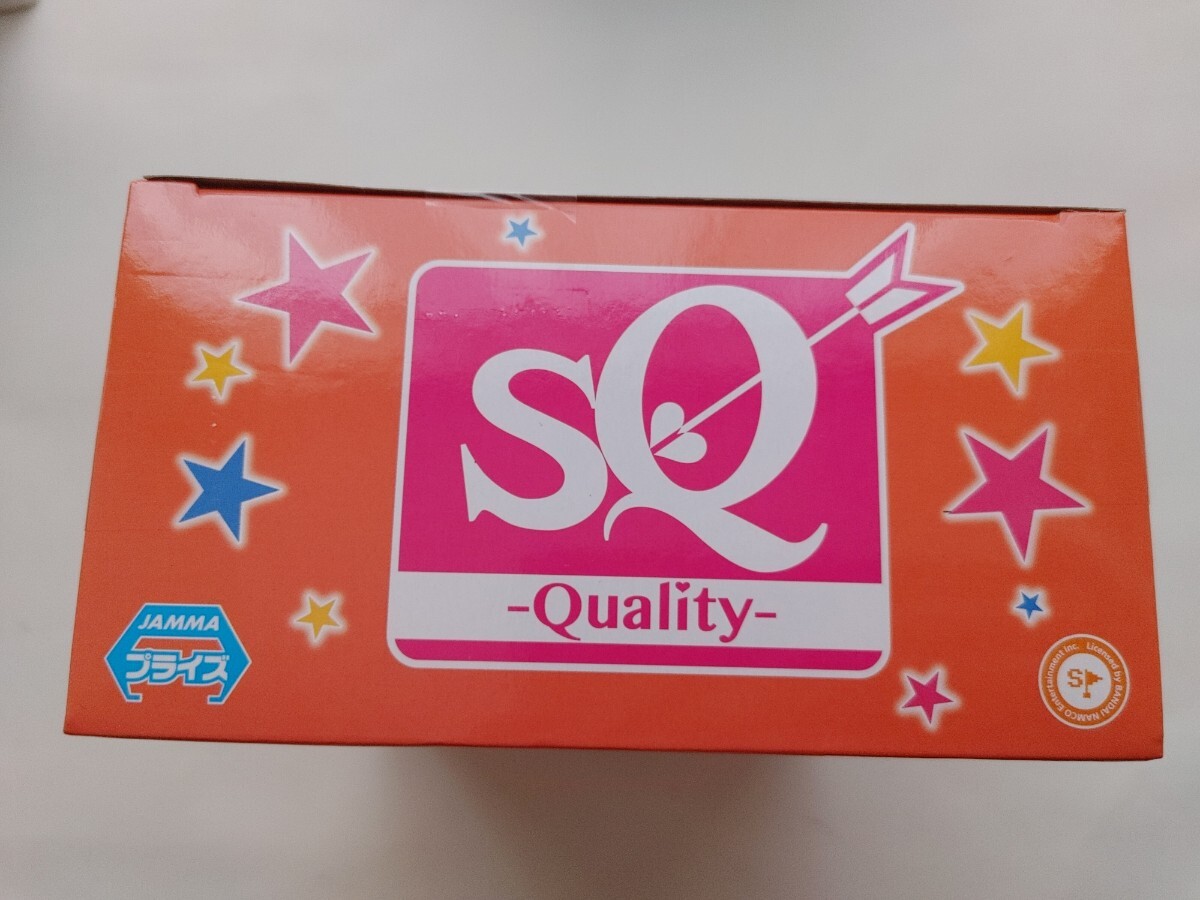 SQ
-Quality-
JAMMA
プライズ
Licensed by BANDAI NAMCO Entertainment Inc.
S